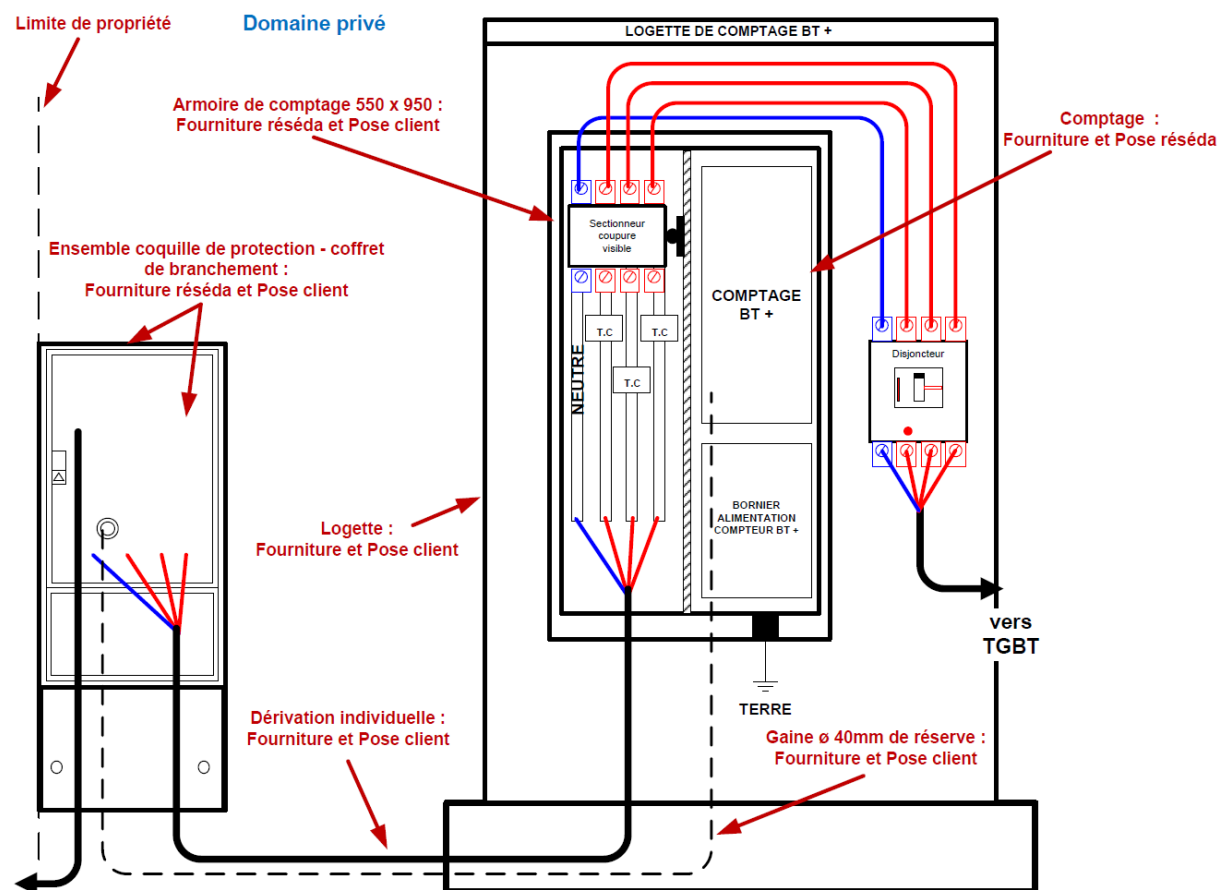 Limite de propriété
Domaine privé
LOGETTE DE COMPTAGE BT +
Armoire de comptage 550 x 950 :
Fourniture réséda et Pose client
Comptage :
Fourniture et Pose réséda
Ensemble coquille de protection - coffret
de branchement :
Fourniture réséda et Pose client
Sectionneur
coupure
visible
COMPTAGE
BT +
T.C
T.C
T.C
NEUTRE
Disjoncteur
Logette :
Fourniture et Pose client
BORNIER
ALIMENTATION
COMPTEUR BT +
vers
TGBT
TERRE
Dérivation individuelle :
Fourniture et Pose client
Gaine ø 40mm de réserve :
Fourniture et Pose client